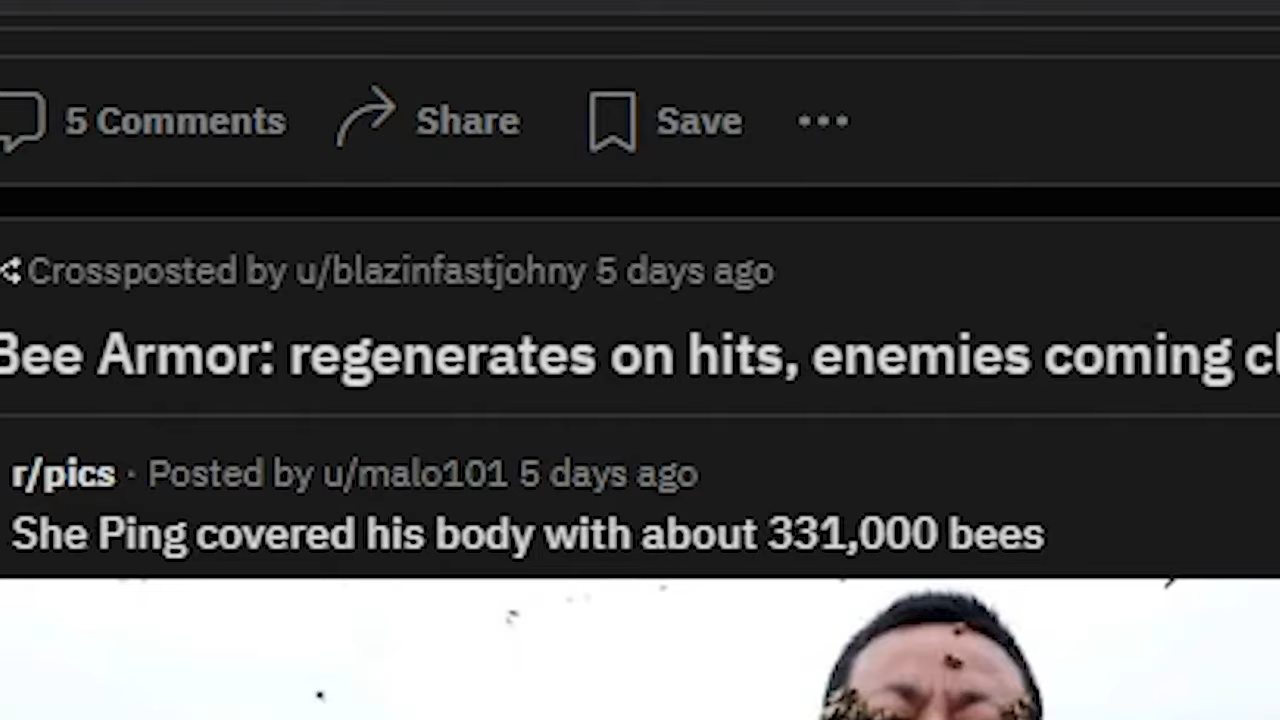 5 Comments Share Save
Crossposted by u/blazinfastjohny 5 days ago
Bee Armor: regenerates on hits, enemies coming
r/pics · Posted by u/malo101 5 days ago
She Ping covered his body with about 331,000 bees